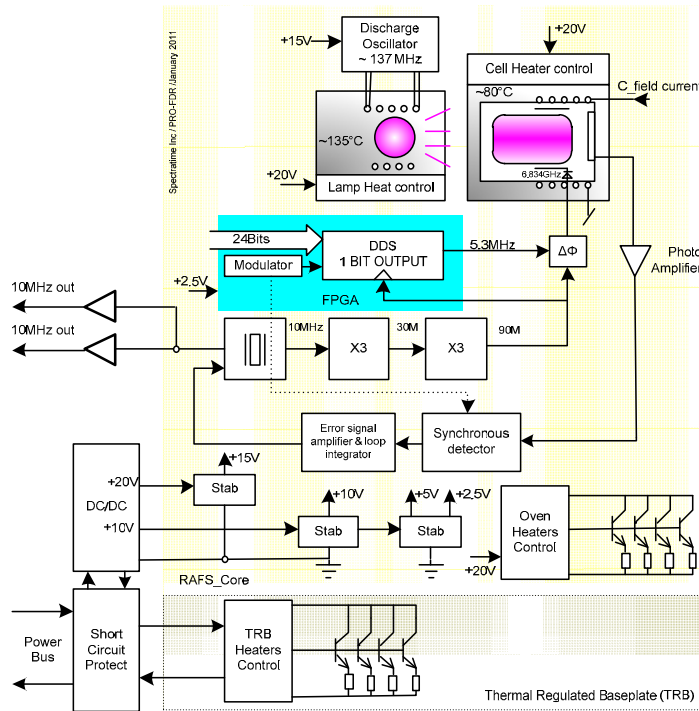 Spectratime Inc / PRO-FDR /January 2011
+15V
Discharge
Oscillator
~ 137 MHz
+20V
Cell Heater control
~80°C
C_field current
~135°C
6,834GHz
+20V
Lamp Heat control
24Bits
DDS
1 BIT OUTPUT
Modulator
5.3MHz
ΔΦ
Photo
Amplifier
+2,5V
FPGA
10MHz out
10MHz out
10MHz
X3
30M
X3
90M
Error signal
amplifier & loop
integrator
Synchronous
detector
+15V
+20V
Stab
DC/DC
+10V
+10V
Stab
+5V
+2,5V
Stab
Oven
Heaters
Control
+20V
RAFS_Core
Power
Bus
Short
Circuit
Protect
TRB
Heaters
Control
Thermal Regulated Baseplate (TRB)